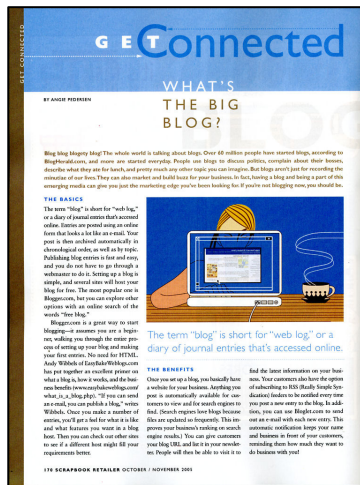 GET CONNECTED
GET Connected
WHAT'S
THE BIG
BLOG?
BY ANGIE PEDERSEN
Blog blog blogetty blog! The whole world is talking about blogs. Over 60 million people have started blogs, according to
BlogHerald.com, and more are started everyday. People use blogs to discuss politics, complain about their bosses,
describe what they ate for lunch, and pretty much any other topic you can imagine. But blogs aren't just for recording the
minutiae of our lives. They can also market and build buzz for your business. In fact, having a blog and being a part of this
emerging media can give you just the marketing edge you've been looking for. If you're not blogging now, you should be.
THE BASICS
The term "blog" is short for "web log,"
or a diary of journal entries that's accessed
online. Entries are posted using an online
form that looks a lot like an e-mail. Your
post is then archived automatically in
chronological order, as well as by topic.
Publishing blog entries is fast and easy,
and you do not have to go through a
webmaster to do it. Setting up a blog is
simple, and several sites will host your
blog for free. The most popular one is
Blogger.com, but you can explore other
options with an online search of the
words "free blog."
Blogger.com is a great way to start
blogging—it assumes you are a begin-
ner, walking you through the entire pro-
cess of setting up your blog and making
your first entries. No need for HTML.
Andy Wibbels of EasyBakeWeblogs.com
has put together an excellent primer on
what a blog is, how it works, and the busi-
ness benefits (www.easybakeweblogs.com/
what_is_a_blog.php). "If you can send
an e-mail, you can publish a blog," writes
Wibbels. Once you make a number of
entries, you'll get a feel for what it is like
and what features you want in a blog
host. Then you can check out other sites
to see if a different host might fill your
requirements better.
The term "blog" is short for "web log," or a
diary of journal entries that's accessed online.
THE BENEFITS
Once you set up a blog, you basically have
a website for your business. Anything you
post is automatically available for cus-
tomers to view and for search engines to
find. (Search engines love blogs because
files are updated so frequently. This im-
proves your business's ranking on search
engine results.) You can give customers
your blog URL and list it in your newslet-
ter. People will then be able to visit it to
find the latest information on your busi-
ness. Your customers also have the option
of subscribing to RSS (Really Simple Syn-
dication) feeders to be notified every time
you post a new entry to the blog. In addi-
tion, you can use Bloglet.com to send
out an e-mail with each new entry. This
automatic notification keeps your name
and business in front of your customers,
reminding them how much they want to
do business with you!
170 SCRAPBOOK RETAILER OCTOBER / NOVEMBER 2005